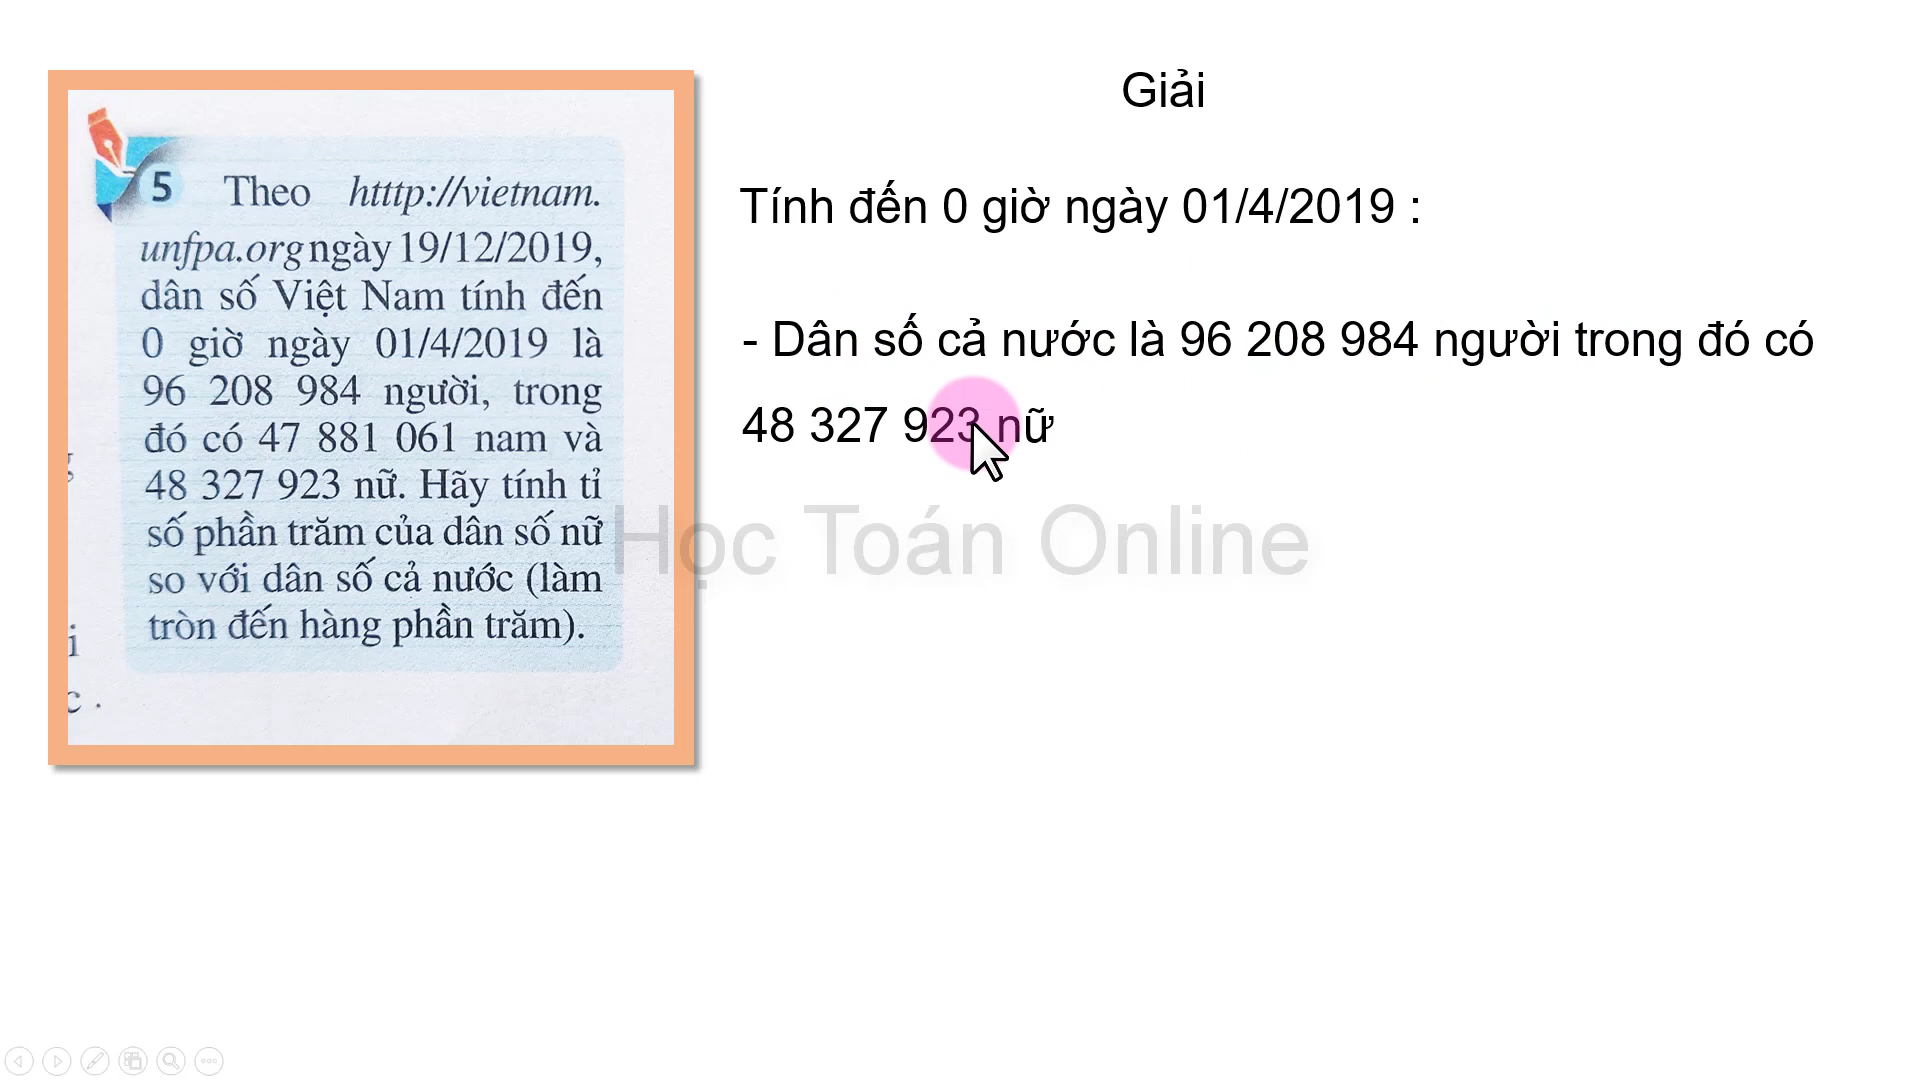 Giải
5 Theo htttp://vietnam.
unfpa.org ngày 19/12/2019,
dân số Việt Nam tính đến
0 giờ ngày 01/4/2019 là
96 208 984 người, trong
đó có 47 881 061 nam và
48 327 923 nữ. Hãy tính tỉ
số phần trăm của dân số nữ
so với dân số cả nước (làm
tròn đến hàng phần trăm).
i
c .
Tính đến 0 giờ ngày 01/4/2019 :
- Dân số cả nước là 96 208 984 người trong đó có
48 327 923 nữ
Học Toán Online